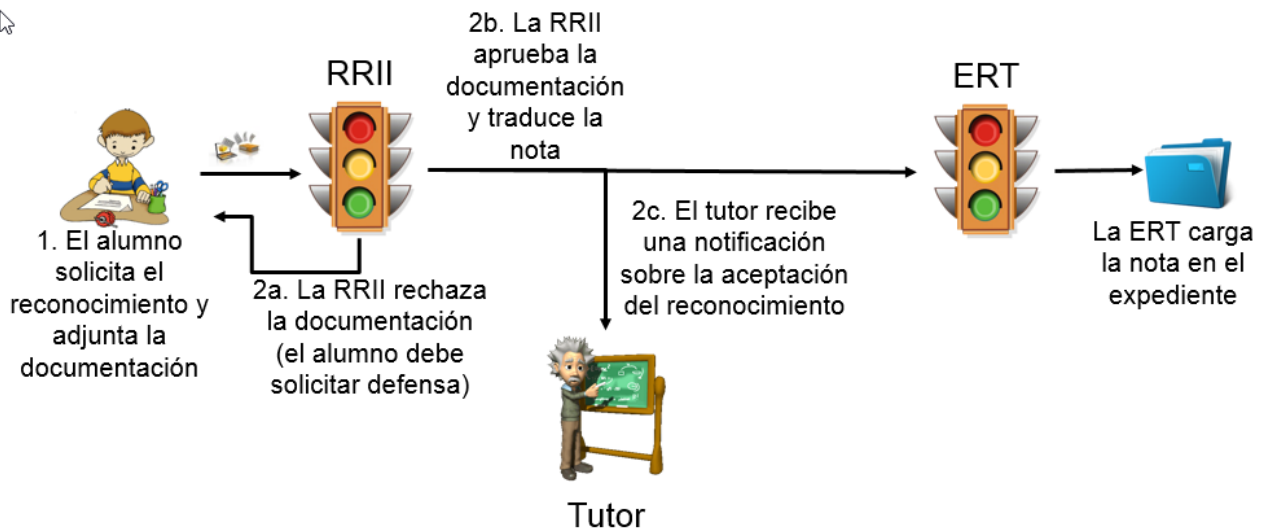 1. El alumno
solicita el
reconocimiento y
adjunta la
documentación
RRII
2a. La RRII rechaza
la documentación
(el alumno debe
solicitar defensa)
2b. La RRII
aprueba la
documentación
y traduce la
nota
2c. El tutor recibe
una notificación
sobre la aceptación
del reconocimiento
Tutor
ERT
La ERT carga
la nota en el
expediente